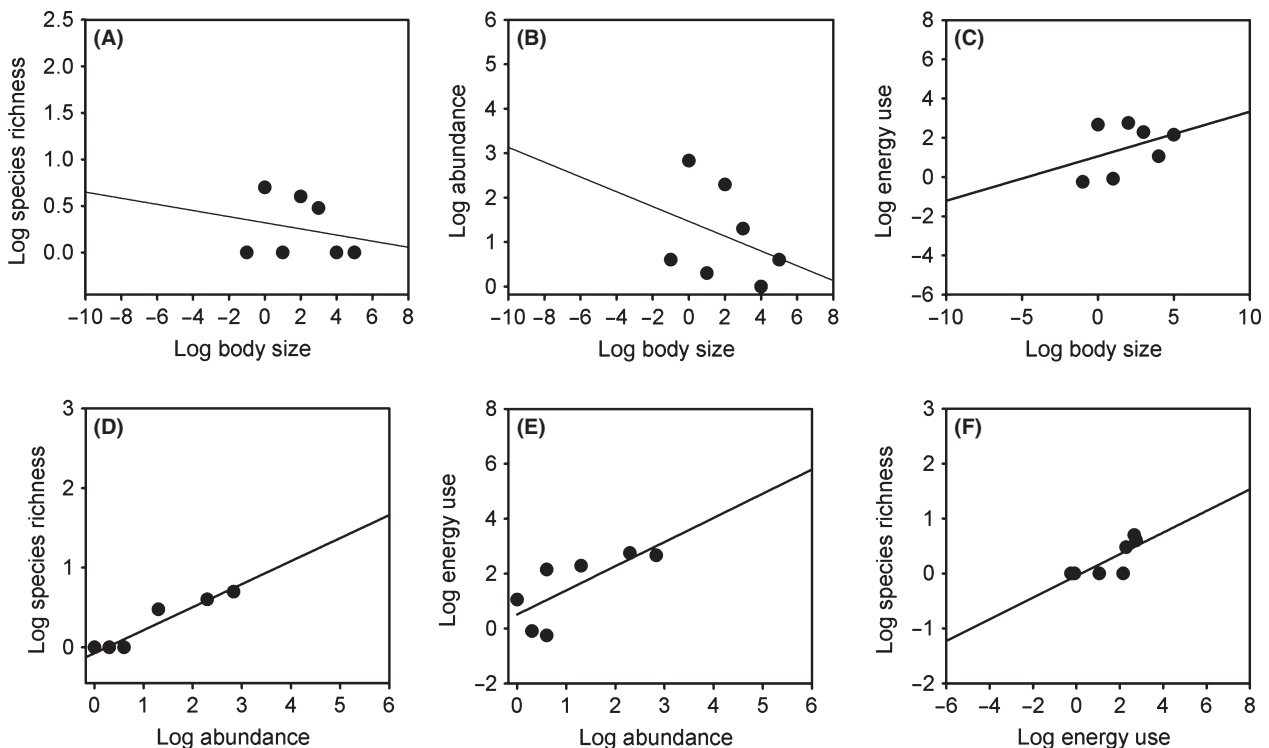 (A)
Log species richness
2.5
2.0
1.5
1.0
0.5
0.0
−10 −8 −6 −4 −2 0 2 4 6 8
Log body size
(B)
Log abundance
6
5
4
3
2
1
0
−10 −8 −6 −4 −2 0 2 4 6 8
Log body size
(C)
Log energy use
8
6
4
2
0
−2
−4
−6
−10 −5 0 5 10
Log body size
(D)
Log species richness
3
2
1
0
0 1 2 3 4 5 6
Log abundance
(E)
Log energy use
8
6
4
2
0
−2
0 1 2 3 4 5 6
Log abundance
(F)
Log species richness
3
2
1
0
−1
−2
−6 −4 −2 0 2 4 6 8
Log energy use